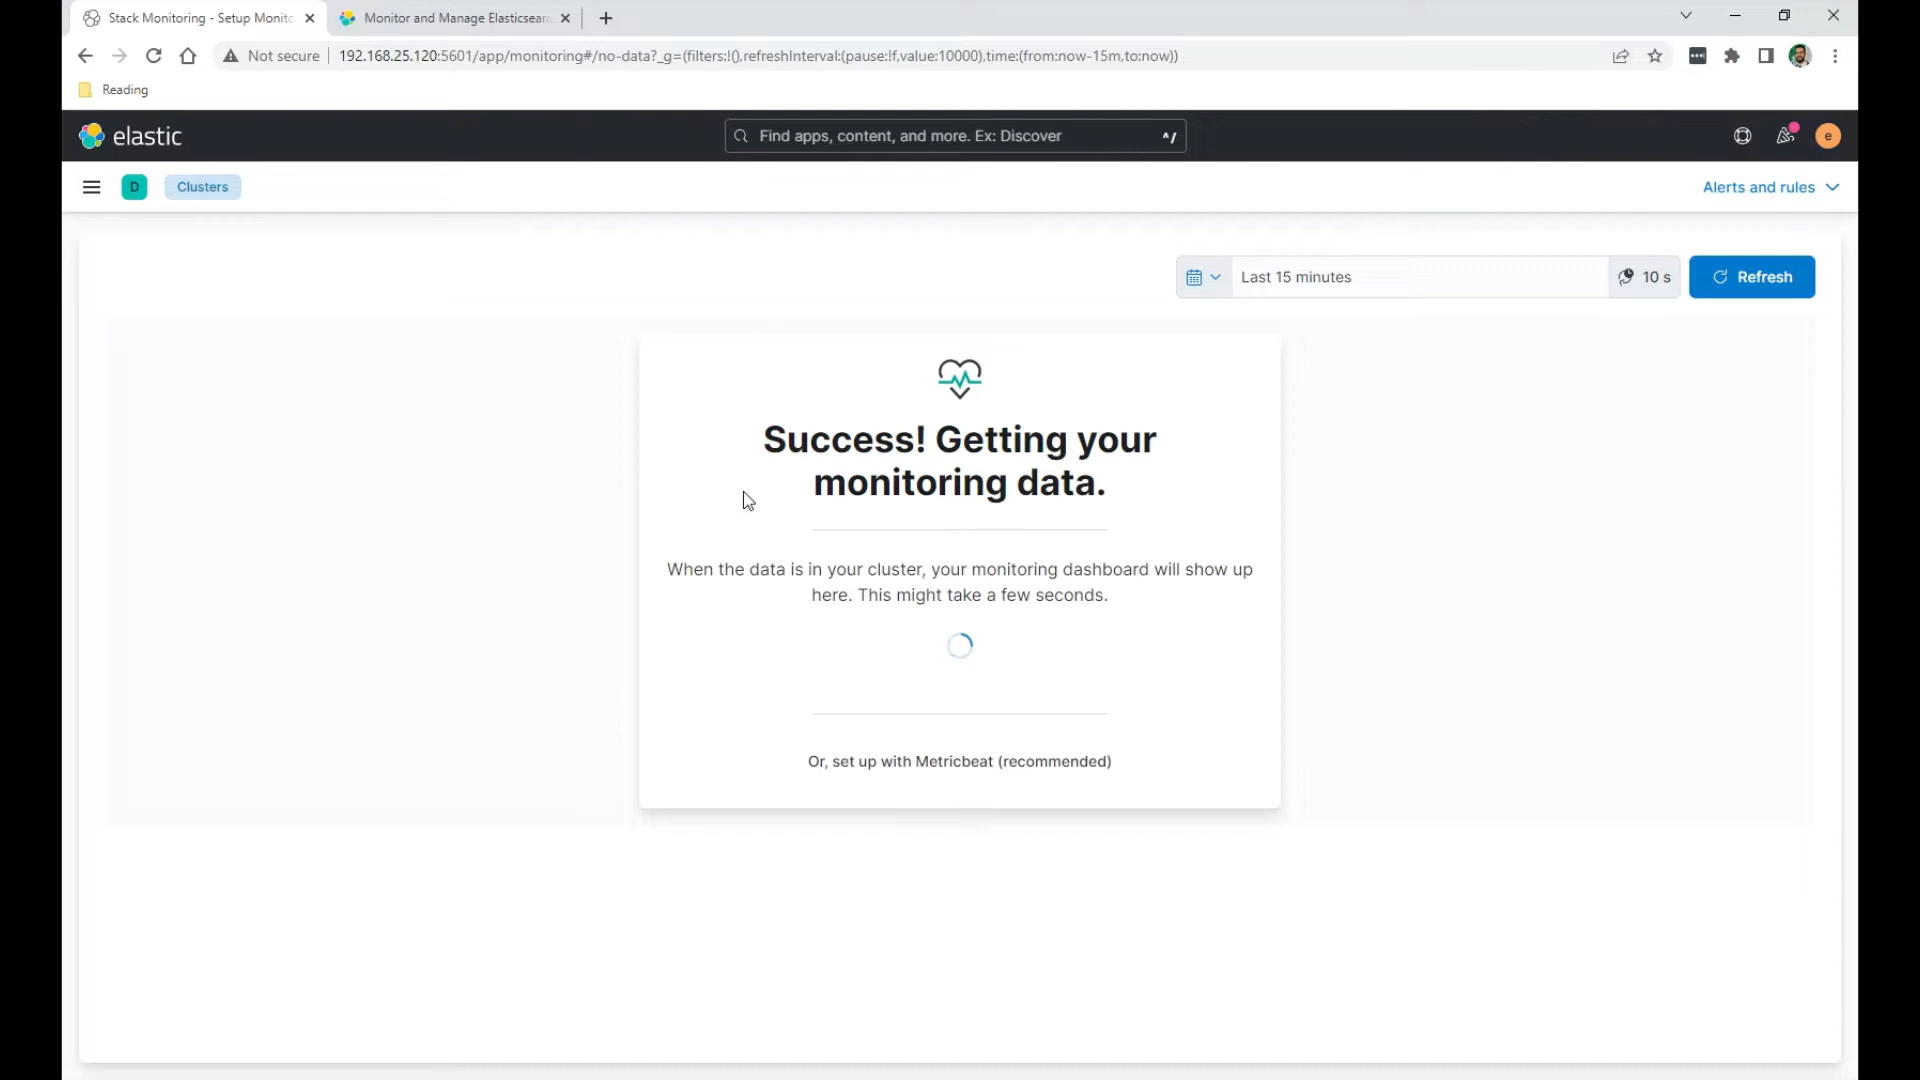 Stack Monitoring - Setup Monito
Monitor and Manage Elasticsear
Not secure
192.168.25.120:5601/app/monitoring#/no-data?_g=(filters:!(),refreshInterval:(pause:!f,value:10000),time:(from:now-15m,to:now))
Reading
elastic
Find apps, content, and more. Ex: Discover
^/
e
D
Clusters
Alerts and rules
Last 15 minutes
10 s
Refresh
Success! Getting your
monitoring data.
When the data is in your cluster, your monitoring dashboard will show up
here. This might take a few seconds.
Or, set up with Metricbeat (recommended)